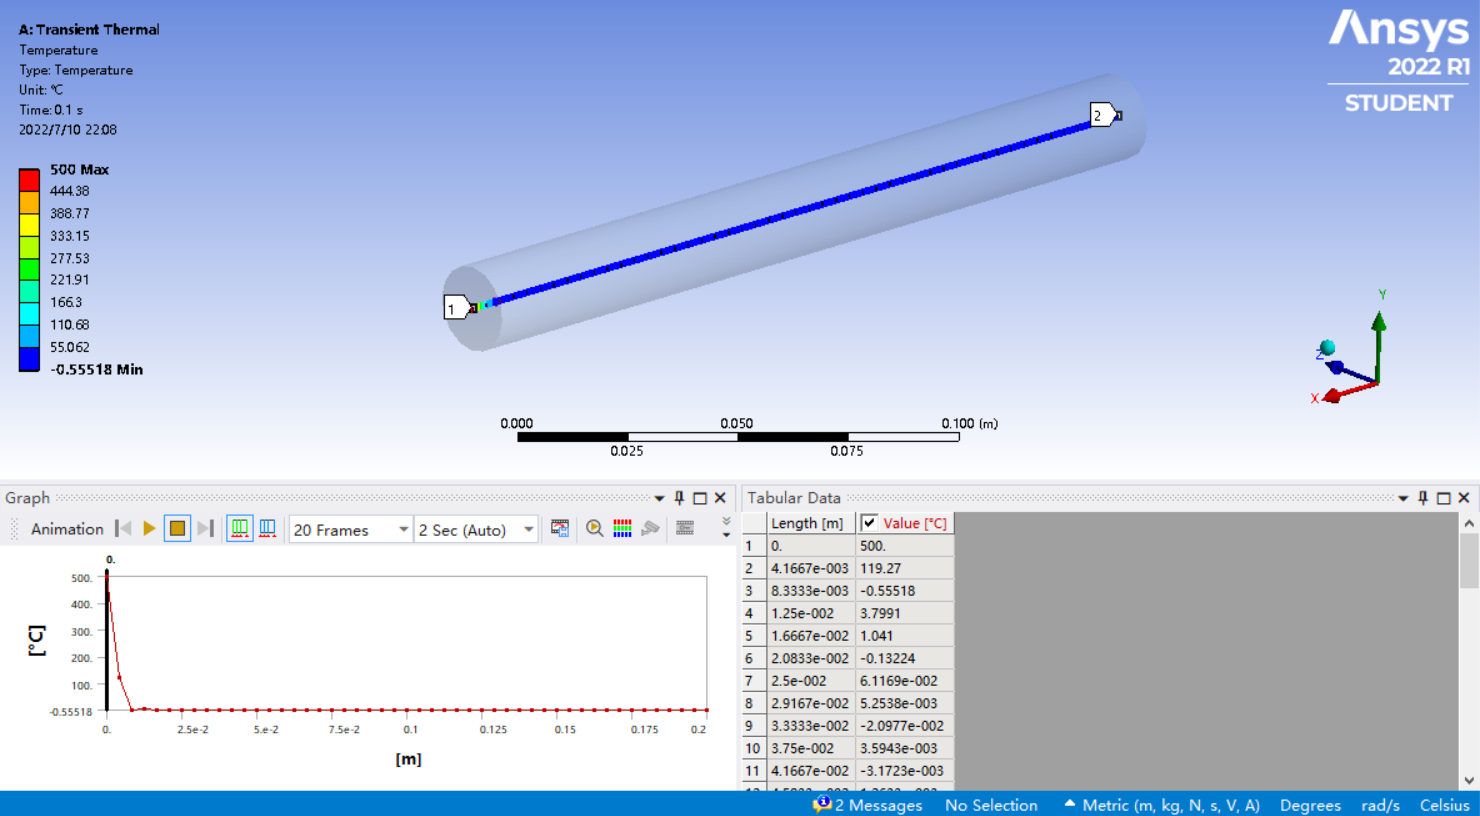 A: Transient Thermal
Temperature
Type: Temperature
Unit: °C
Time: 0.1 s
2022/7/10 22:08
500 Max
444.38
388.77
333.15
277.53
221.91
166.3
110.68
55.062
-0.55518 Min
Ansys
2022 R1
STUDENT
1
2
Y
Z
X
0.000 0.050 0.100 (m)
0.025 0.075
Graph
Animation 20 Frames 2 Sec (Auto)
0.
500.
400.
300.
200.
100.
-0.55518
[°C]
0. 2.5e-2 5.e-2 7.5e-2 0.1 0.125 0.15 0.175 0.2
[m]
Tabular Data
Length [m] Value [°C]
1 0. 500.
2 4.1667e-003 119.27
3 8.3333e-003 -0.55518
4 1.25e-002 3.7991
5 1.6667e-002 1.041
6 2.0833e-002 -0.13224
7 2.5e-002 6.1169e-002
8 2.9167e-002 5.2538e-003
9 3.3333e-002 -2.0977e-002
10 3.75e-002 3.5943e-003
11 4.1667e-002 -3.1723e-003
2 Messages No Selection Metric (m, kg, N, s, V, A) Degrees rad/s Celsius